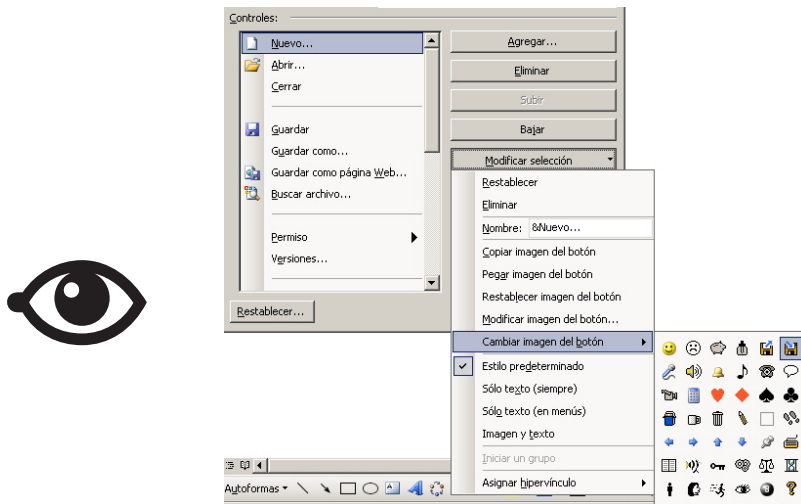 Controles:
Nuevo...
Abrir...
Cerrar
Guardar
Guardar como...
Guardar como página Web...
Buscar archivo...
Permiso
Versiones...
Restablecer...
Agregar...
Eliminar
Subir
Bajar
Modificar selección
Restablecer
Eliminar
Nombre: &Nuevo...
Copiar imagen del botón
Pegar imagen del botón
Restablecer imagen del botón
Modificar imagen del botón...
Cambiar imagen del botón
Estilo predeterminado
Sólo texto (siempre)
Sólo texto (en menús)
Imagen y texto
Iniciar un grupo
Asignar hipervínculo
Autoformas